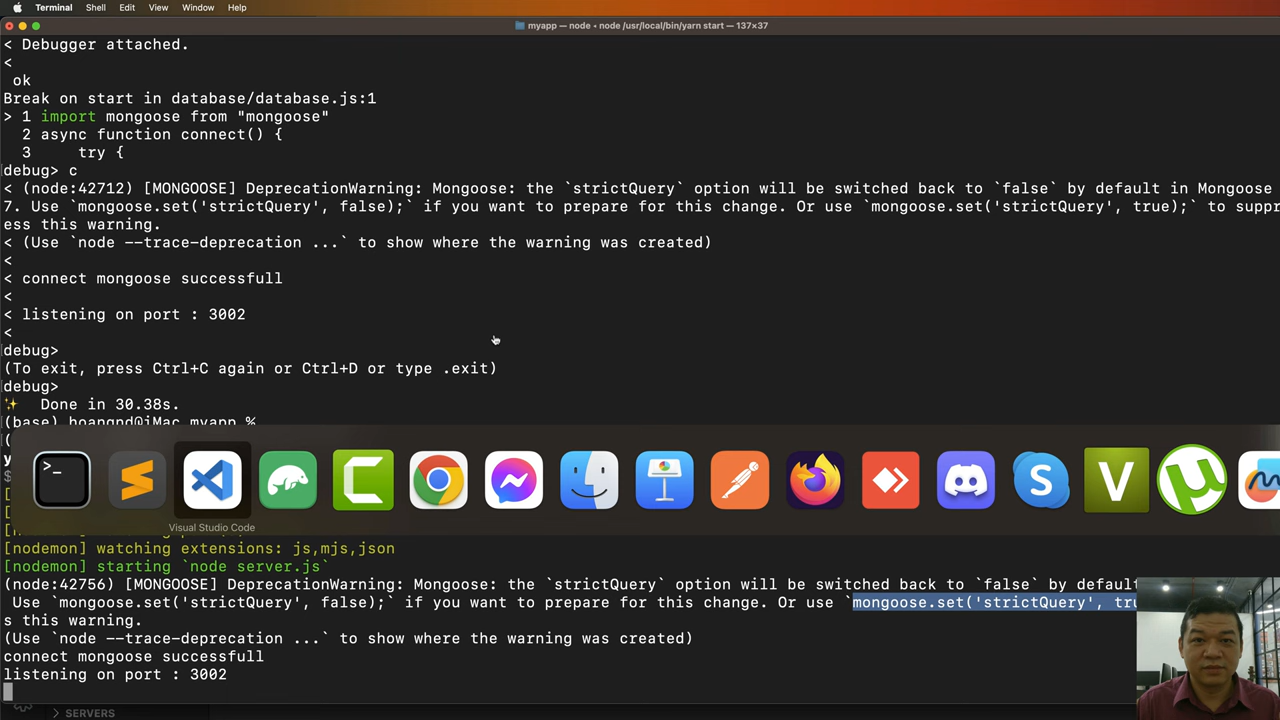 Terminal Shell Edit View Window Help
myapp — node • node /usr/local/bin/yarn start — 137×37
< Debugger attached.
<
ok
Break on start in database/database.js:1
> 1 import mongoose from "mongoose"
2 async function connect() {
3 try {
debug> c
< (node:42712) [MONGOOSE] DeprecationWarning: Mongoose: the `strictQuery` option will be switched back to `false` by default in Mongoose
7. Use `mongoose.set('strictQuery', false);` if you want to prepare for this change. Or use `mongoose.set('strictQuery', true);` to suppr
ess this warning.
< (Use `node --trace-deprecation ...` to show where the warning was created)
<
< connect mongoose successfull
<
< listening on port : 3002
<
debug>
(To exit, press Ctrl+C again or Ctrl+D or type .exit)
debug>
✨ Done in 30.38s.
(base) hoangnd@iMac myapp %
Visual Studio Code
[nodemon] watching extensions: js,mjs,json
[nodemon] starting `node server.js`
(node:42756) [MONGOOSE] DeprecationWarning: Mongoose: the `strictQuery` option will be switched back to `false` by default
Use `mongoose.set('strictQuery', false);` if you want to prepare for this change. Or use `mongoose.set('strictQuery', tru
s this warning.
(Use `node --trace-deprecation ...` to show where the warning was created)
connect mongoose successfull
listening on port : 3002
> SERVERS